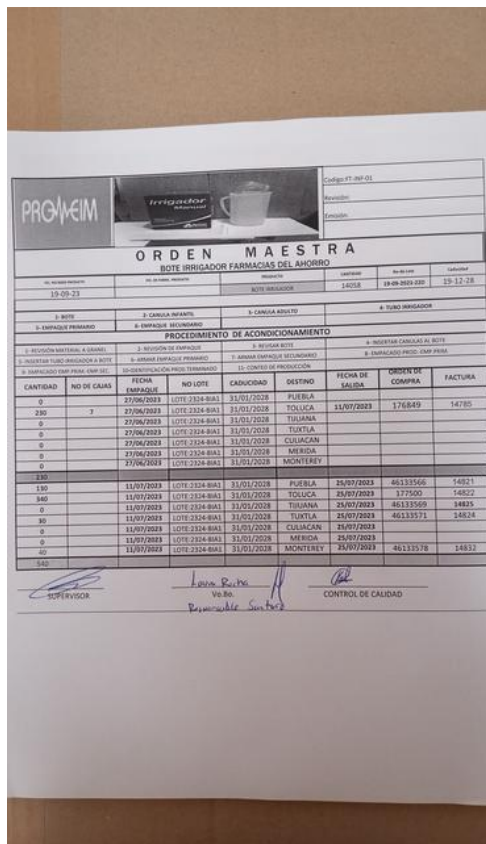 PROMEIM
Irrigador
Manual
Codigo:FT-INF-01
Revisión:
Emisión:
ORDEN MAESTRA
BOTE IRRIGADOR FARMACIAS DEL AHORRO
PRODUCTO CANTIDAD No de Lote Caducidad
19-09-23 BOTE IRRIGADOR 14058 19-09-2023-220 19-12-28
1- BOTE 2- CANULA INFANTIL 3- CANULA ADULTO 4- TUBO IRRIGADOR
5- EMPAQUE PRIMARIO 6- EMPAQUE SECUNDARIO
PROCEDIMIENTO DE ACONDICIONAMIENTO
1- REVISIÓN MATERIAL A GRANEL 2- REVISIÓN DE EMPAQUE 3- REVISAR BOTE 4- INSERTAR CANULAS AL BOTE
5- INSERTAR TUBO IRRIGADOR A BOTE 6- ARMAR EMPAQUE PRIMARIO 7- ARMAR EMPAQUE SECUNDARIO 8- EMPACADO PROD. EMP.PRIM.
9- EMPACADO EMP.PRIM. EMP.SEC. 10-IDENTIFICACIÓN PROD.TERMINADO 11- CONTEO DE PRODUCCIÓN
CANTIDAD NO DE CAJAS FECHA EMPAQUE NO LOTE CADUCIDAD DESTINO FECHA DE SALIDA ORDEN DE COMPRA FACTURA
0 27/06/2023 LOTE:2324-BIA1 31/01/2028 PUEBLA
230 7 27/06/2023 LOTE:2324-BIA1 31/01/2028 TOLUCA 11/07/2023 176849 14785
0 27/06/2023 LOTE:2324-BIA1 31/01/2028 TIJUANA
0 27/06/2023 LOTE:2324-BIA1 31/01/2028 TUXTLA
0 27/06/2023 LOTE:2324-BIA1 31/01/2028 CULIACAN
0 27/06/2023 LOTE:2324-BIA1 31/01/2028 MERIDA
0 27/06/2023 LOTE:2324-BIA1 31/01/2028 MONTEREY
230
130 11/07/2023 LOTE:2324-BIA1 31/01/2028 PUEBLA 25/07/2023 46133566 14821
340 11/07/2023 LOTE:2324-BIA1 31/01/2028 TOLUCA 25/07/2023 177500 14822
0 11/07/2023 LOTE:2324-BIA1 31/01/2028 TIJUANA 25/07/2023 46133569 14825
30 11/07/2023 LOTE:2324-BIA1 31/01/2028 TUXTLA 25/07/2023 46133571 14824
0 11/07/2023 LOTE:2324-BIA1 31/01/2028 CULIACAN 25/07/2023
0 11/07/2023 LOTE:2324-BIA1 31/01/2028 MERIDA 25/07/2023
40 11/07/2023 LOTE:2324-BIA1 31/01/2028 MONTEREY 25/07/2023 46133578 14832
540
Rocha
SUPERVISOR Vo.Bo. CONTROL DE CALIDAD
Responsable